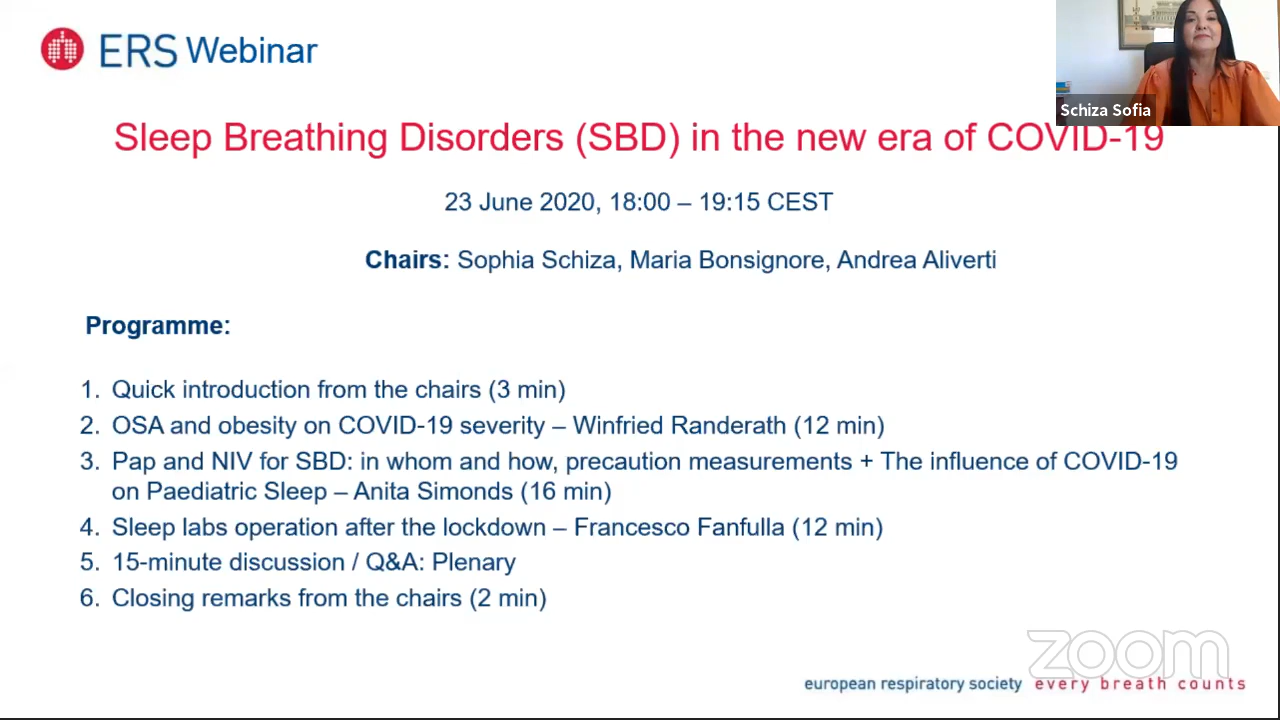 ERS Webinar
Schiza Sofia
Sleep Breathing Disorders (SBD) in the new era of COVID-19
23 June 2020, 18:00 – 19:15 CEST
Chairs: Sophia Schiza, Maria Bonsignore, Andrea Aliverti
Programme:
1. Quick introduction from the chairs (3 min)
2. OSA and obesity on COVID-19 severity – Winfried Randerath (12 min)
3. Pap and NIV for SBD: in whom and how, precaution measurements + The influence of COVID-19
on Paediatric Sleep – Anita Simonds (16 min)
4. Sleep labs operation after the lockdown – Francesco Fanfulla (12 min)
5. 15-minute discussion / Q&A: Plenary
6. Closing remarks from the chairs (2 min)
zoom
european respiratory society every breath counts